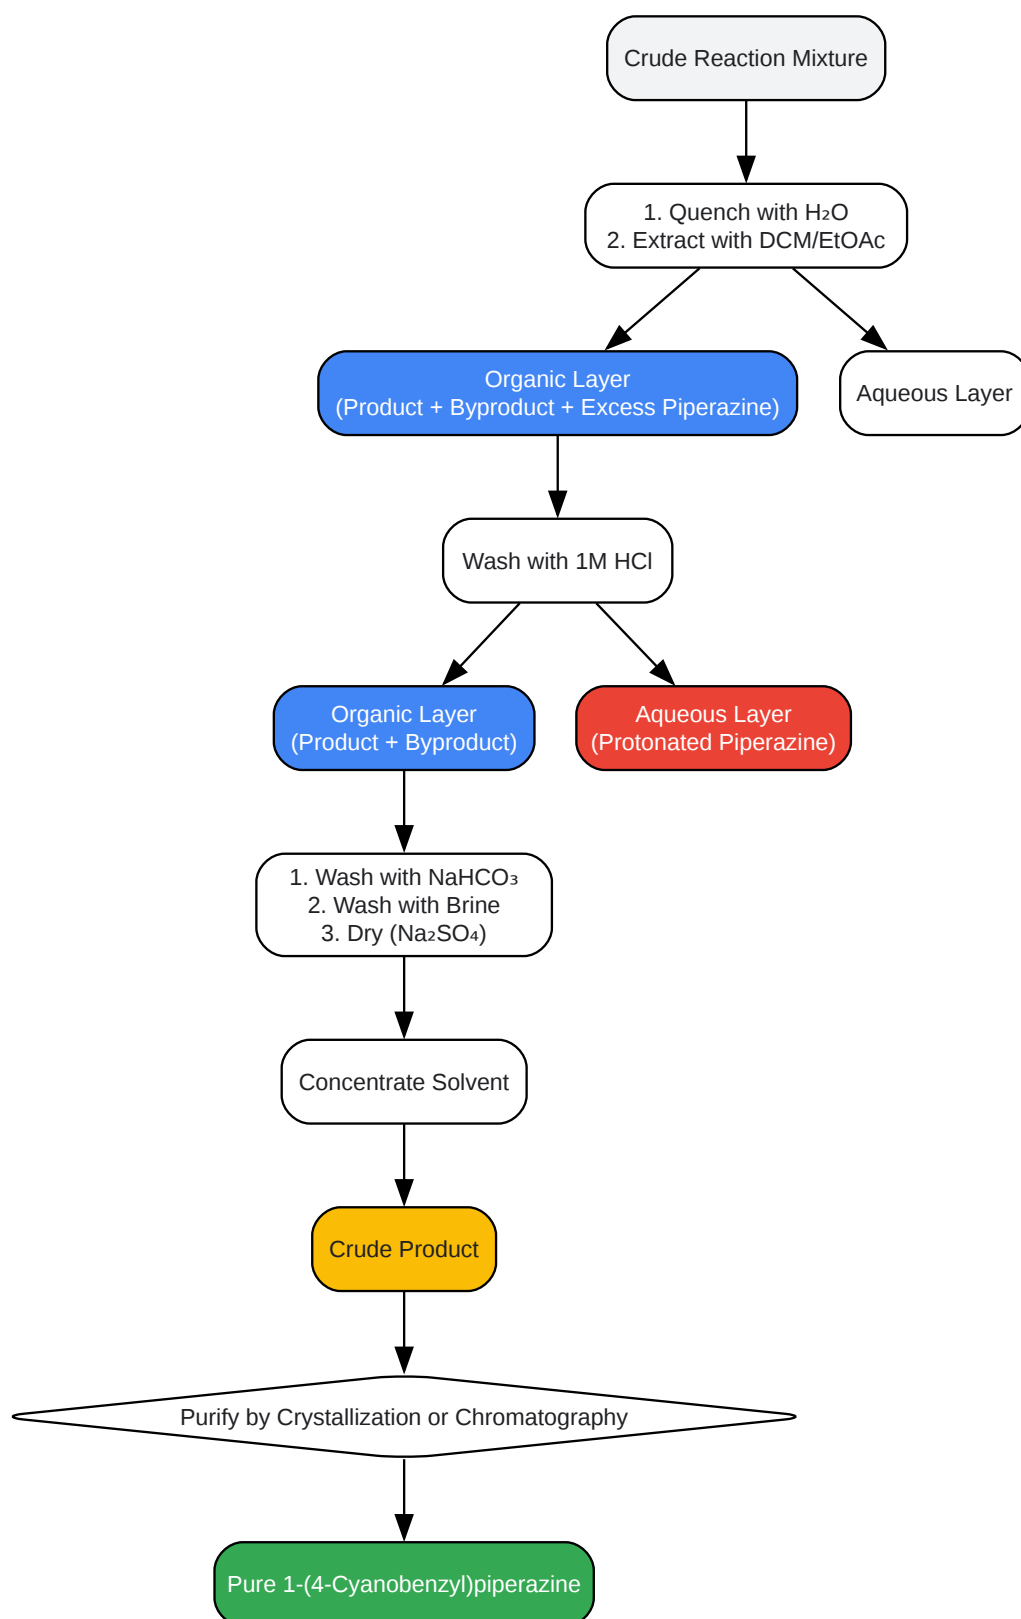 Crude Reaction Mixture
1. Quench with H₂O
2. Extract with DCM/EtOAc
Organic Layer
(Product + Byproduct + Excess Piperazine)
Aqueous Layer
Wash with 1M HCl
Organic Layer
(Product + Byproduct)
Aqueous Layer
(Protonated Piperazine)
1. Wash with NaHCO₃
2. Wash with Brine
3. Dry (Na₂SO₄)
Concentrate Solvent
Crude Product
Purify by Crystallization or Chromatography
Pure 1-(4-Cyanobenzyl)piperazine